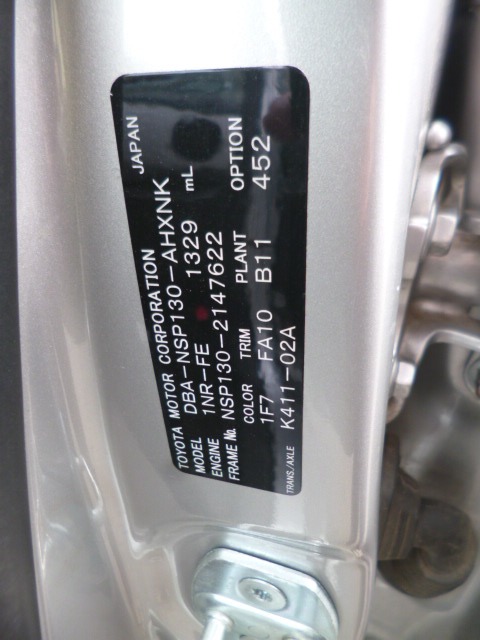 TOYOTA MOTOR CORPORATION JAPAN
MODEL DBA-NSP130-AHXNK
ENGINE 1NR-FE 1329 mL
FRAME No. NSP130-2147622
COLOR TRIM PLANT OPTION
1F7 FA10 B11 452
TRANS./AXLE K411-02A